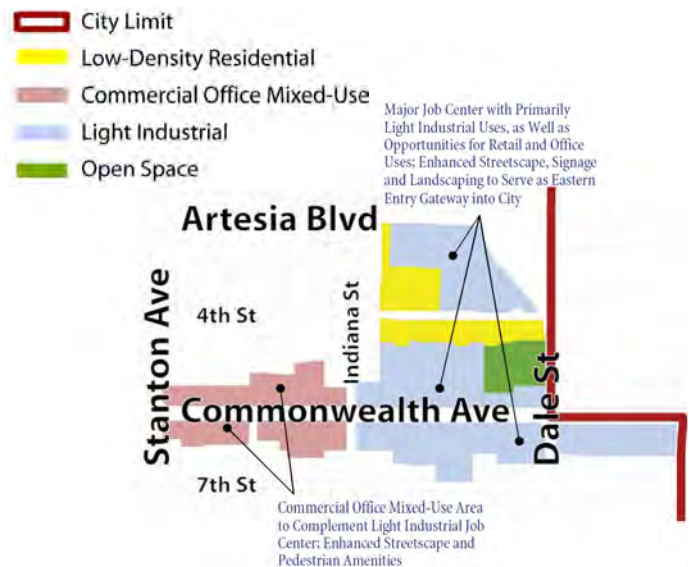 City Limit
Low-Density Residential
Commercial Office Mixed-Use
Light Industrial
Open Space
Major Job Center with Primarily
Light Industrial Uses, as Well as
Opportunities for Retail and Office
Uses; Enhanced Streetscape, Signage
and Landscaping to Serve as Eastern
Entry Gateway into City
Artesia Blvd
Stanton Ave
4th St
Indiana St
Dale St
Commonwealth Ave
7th St
Commercial Office Mixed-Use Area
to Complement Light Industrial Job
Center; Enhanced Streetscape and
Pedestrian Amenities